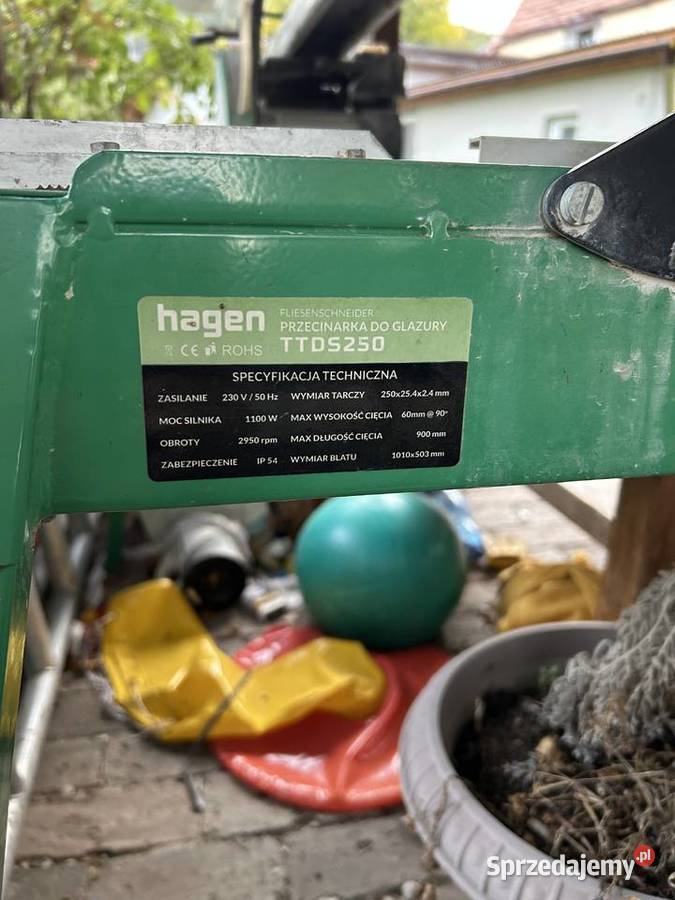 hagen
FLIESENSCHNEIDER
PRZECINARKA DO GLAZURY
CE ROHS TTDS250
SPECYFIKACJA TECHNICZNA
ZASILANIE 230 V / 50 Hz WYMIAR TARCZY 250x25.4x2.4 mm
MOC SILNIKA 1100 W MAX WYSOKOŚĆ CIĘCIA 60mm @ 90°
OBROTY 2950 rpm MAX DŁUGOŚĆ CIĘCIA 900 mm
ZABEZPIECZENIE IP 54 WYMIAR BLATU 1010x503 mm
Sprzedajemy.pl